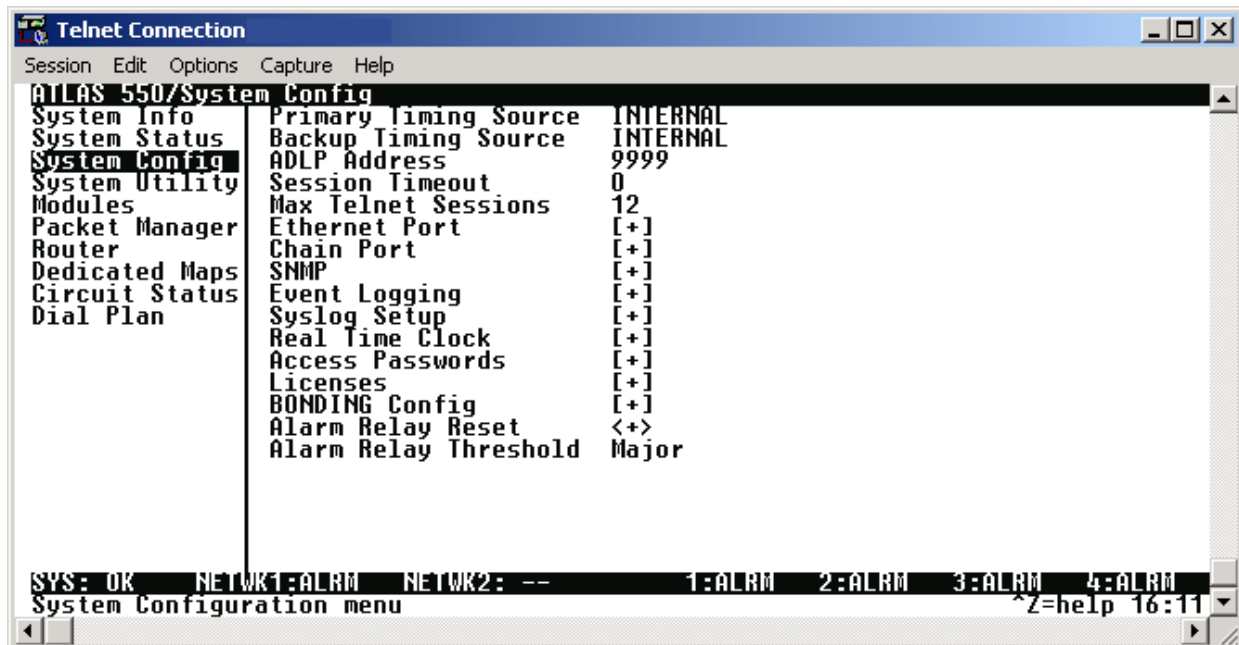 Telnet Connection
Session Edit Options Capture Help
ATLAS 550/System Config
System Info Primary Timing Source INTERNAL
System Status Backup Timing Source INTERNAL
System Config ADLP Address 9999
System Utility Session Timeout 0
Modules Max Telnet Sessions 12
Packet Manager Ethernet Port [+]
Router Chain Port [+]
Dedicated Maps SNMP [+]
Circuit Status Event Logging [+]
Dial Plan Syslog Setup [+]
Real Time Clock [+]
Access Passwords [+]
Licenses [+]
BONDING Config [+]
Alarm Relay Reset <+>
Alarm Relay Threshold Major
SYS: OK NETWK1:ALRM NETWK2: -- 1:ALRM 2:ALRM 3:ALRM 4:ALRM
System Configuration menu ^Z=help 16:11